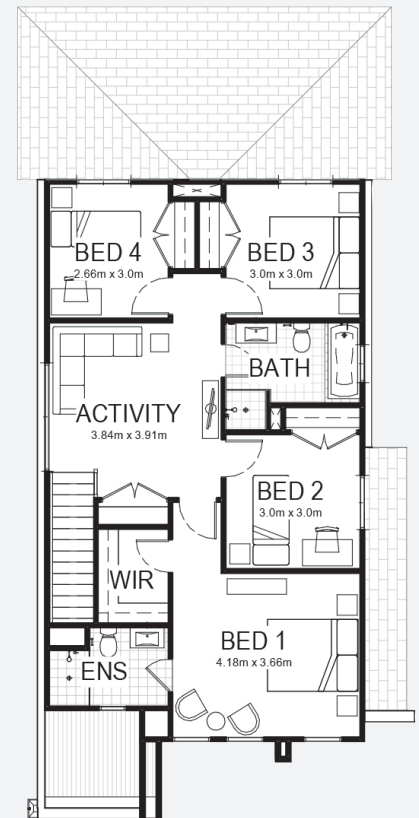 BED 4
2.66m x 3.0m
BED 3
3.0m x 3.0m
BATH
ACTIVITY
3.84m x 3.91m
BED 2
3.0m x 3.0m
WIR
BED 1
4.18m x 3.66m
ENS